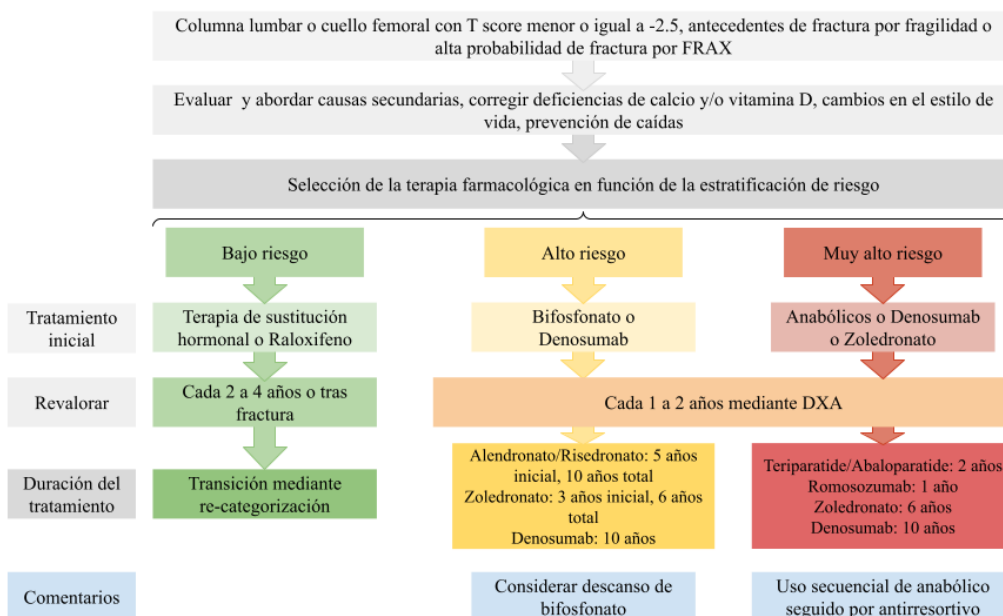 Columna lumbar o cuello femoral con T score menor o igual a -2.5, antecedentes de fractura por fragilidad o
alta probabilidad de fractura por FRAX
Evaluar y abordar causas secundarias, corregir deficiencias de calcio y/o vitamina D, cambios en el estilo de
vida, prevención de caídas
Selección de la terapia farmacológica en función de la estratificación de riesgo
Bajo riesgo
Alto riesgo
Muy alto riesgo
Tratamiento
inicial
Terapia de sustitución
hormonal o Raloxifeno
Bifosfonato o
Denosumab
Anabólicos o Denosumab
o Zoledronato
Revalorar
Cada 2 a 4 años o tras
fractura
Cada 1 a 2 años mediante DXA
Duración del
tratamiento
Transición mediante
re-categorización
Alendronato/Risedronato: 5 años
inicial, 10 años total
Zoledronato: 3 años inicial, 6 años
total
Denosumab: 10 años
Teriparatide/Abaloparatide: 2 años
Romosozumab: 1 año
Zoledronato: 6 años
Denosumab: 10 años
Comentarios
Considerar descanso de
bifosfonato
Uso secuencial de anabólico
seguido por antirresortivo